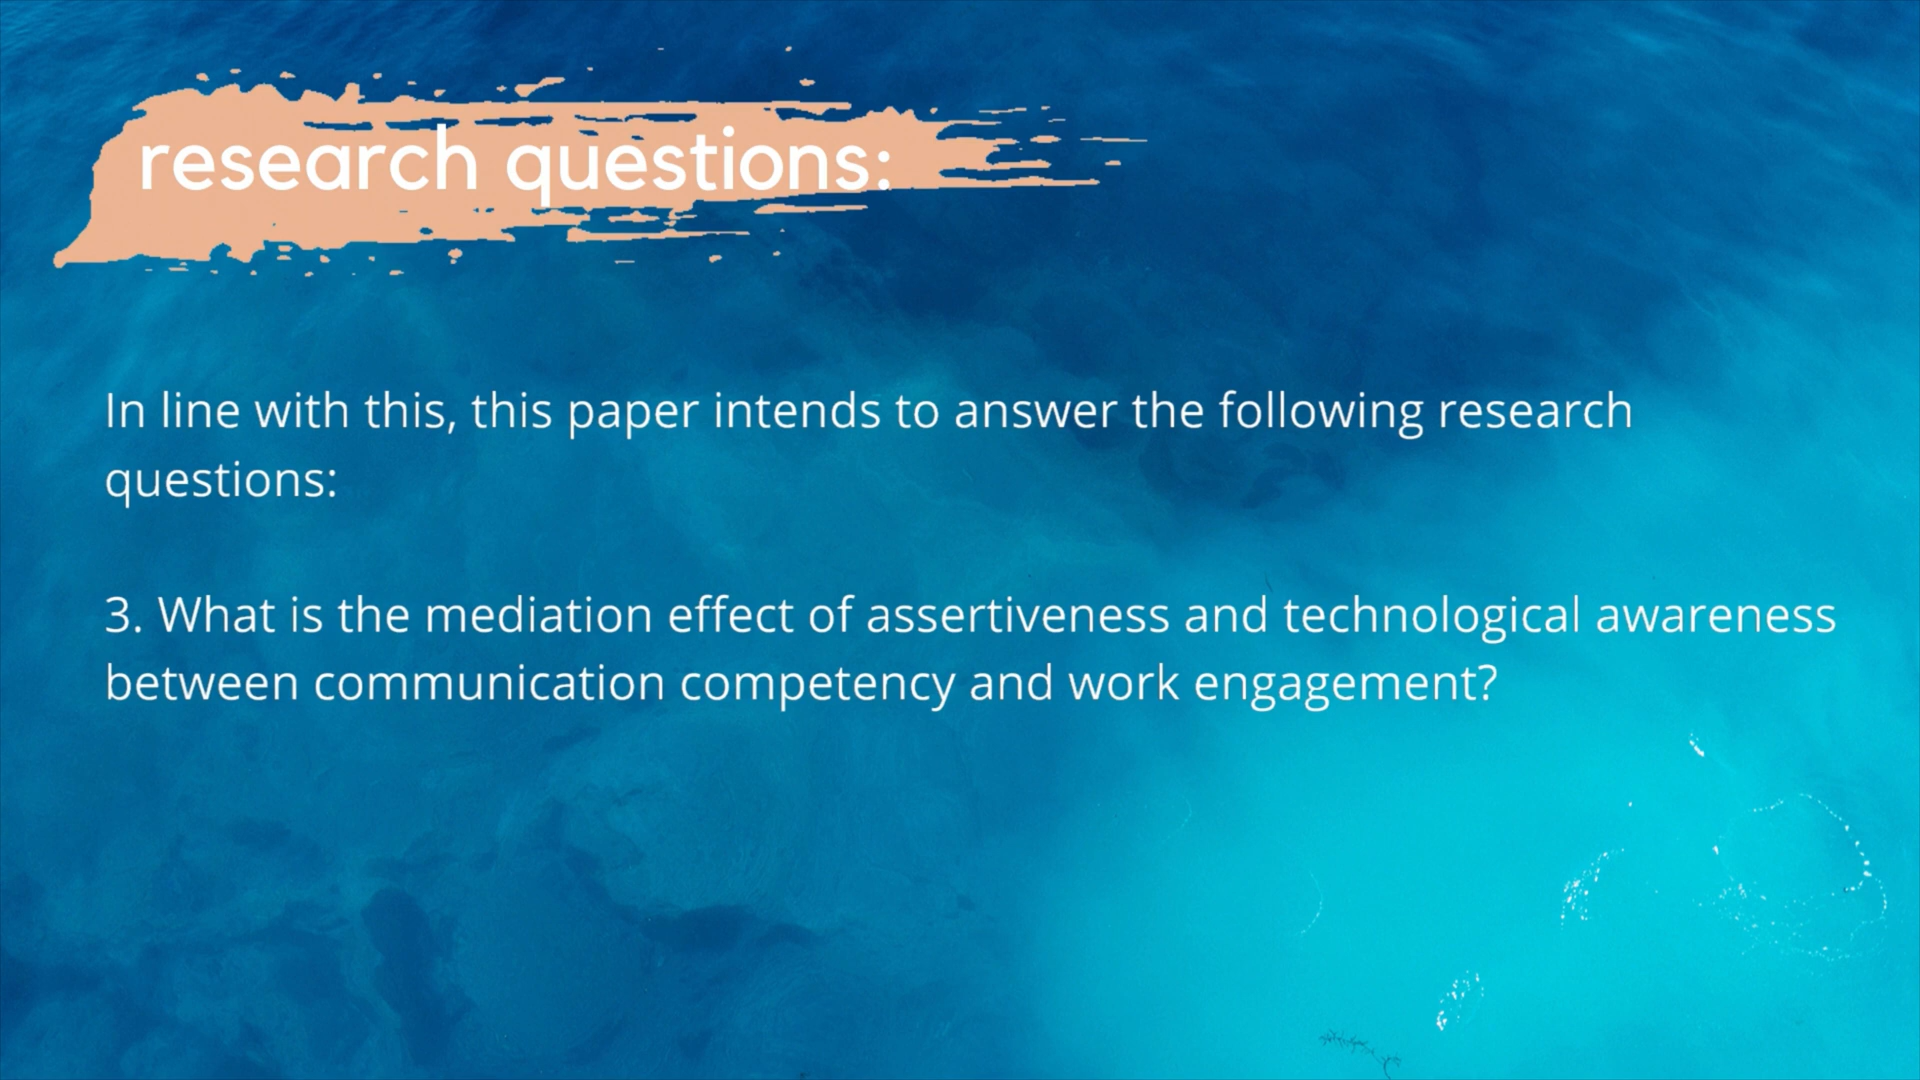 research questions:
In line with this, this paper intends to answer the following research
questions:
3. What is the mediation effect of assertiveness and technological awareness
between communication competency and work engagement?